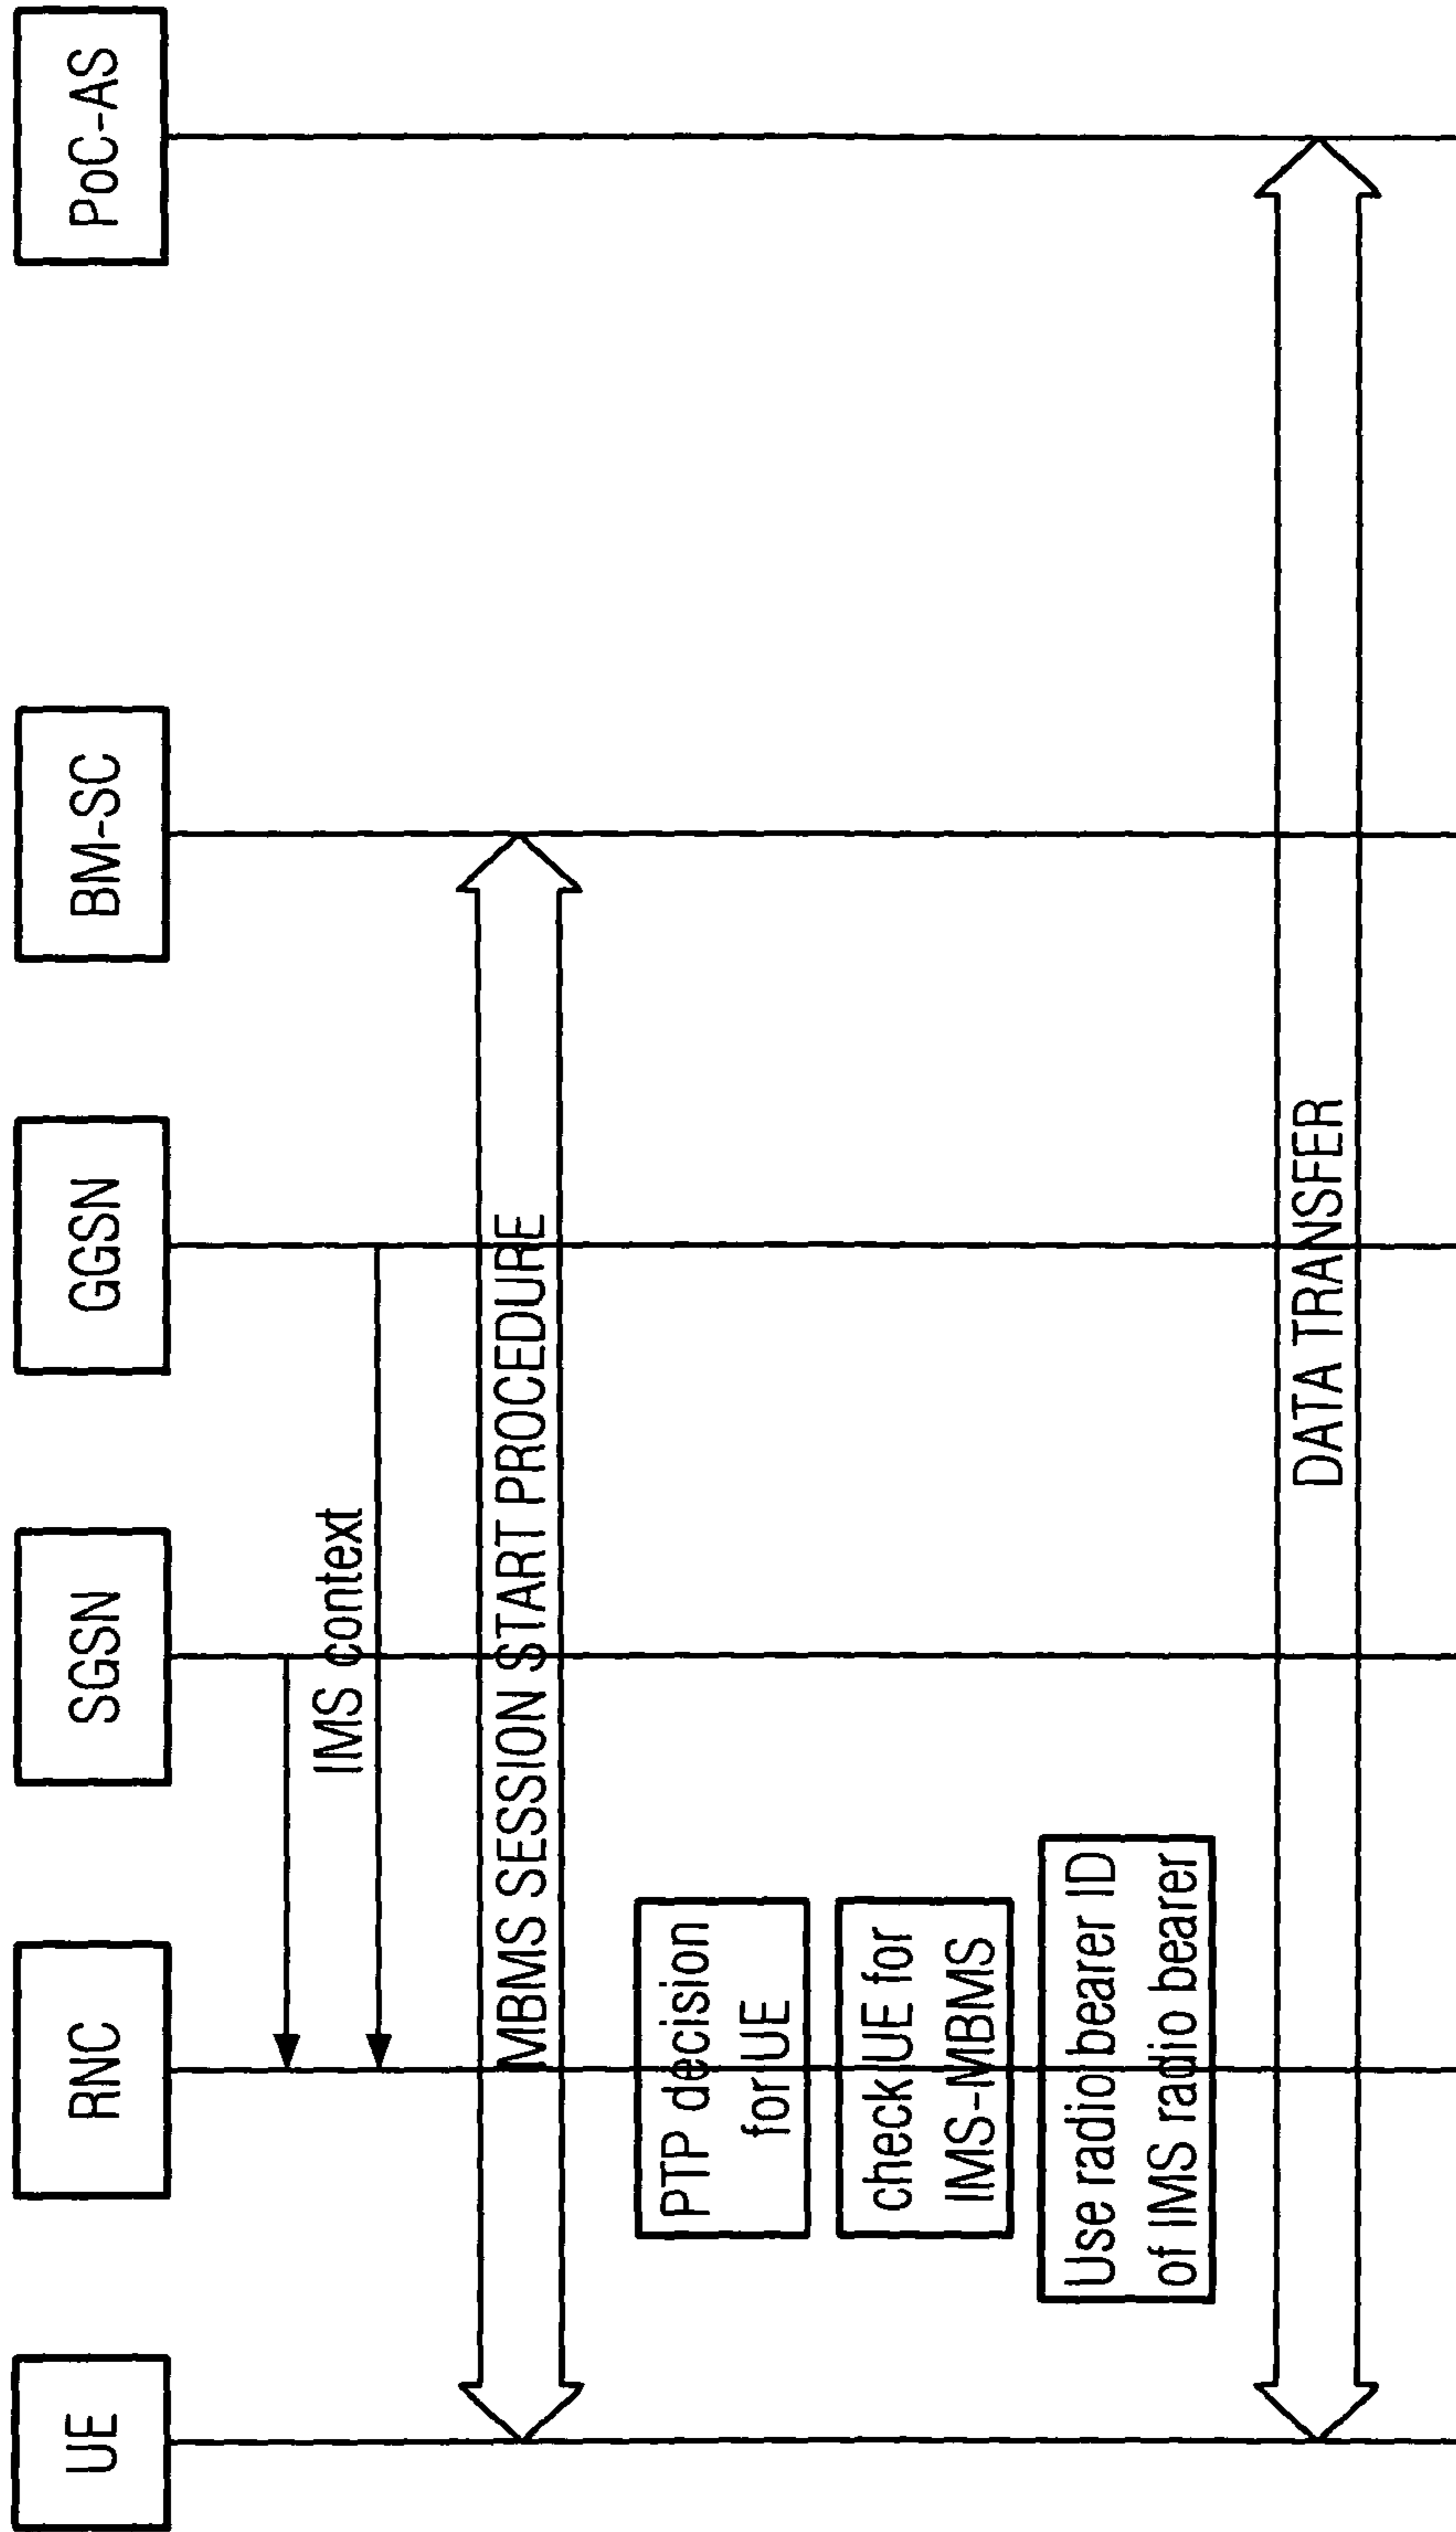 UE
RNC
SGSN
GGSN
BM-SC
PoC-AS
IMS context
MBMS SESSION START PROCEDURE
PTP decision
for UE
check UE for
IMS-MBMS
Use radio bearer ID
of IMS radio bearer
DATA TRANSFER